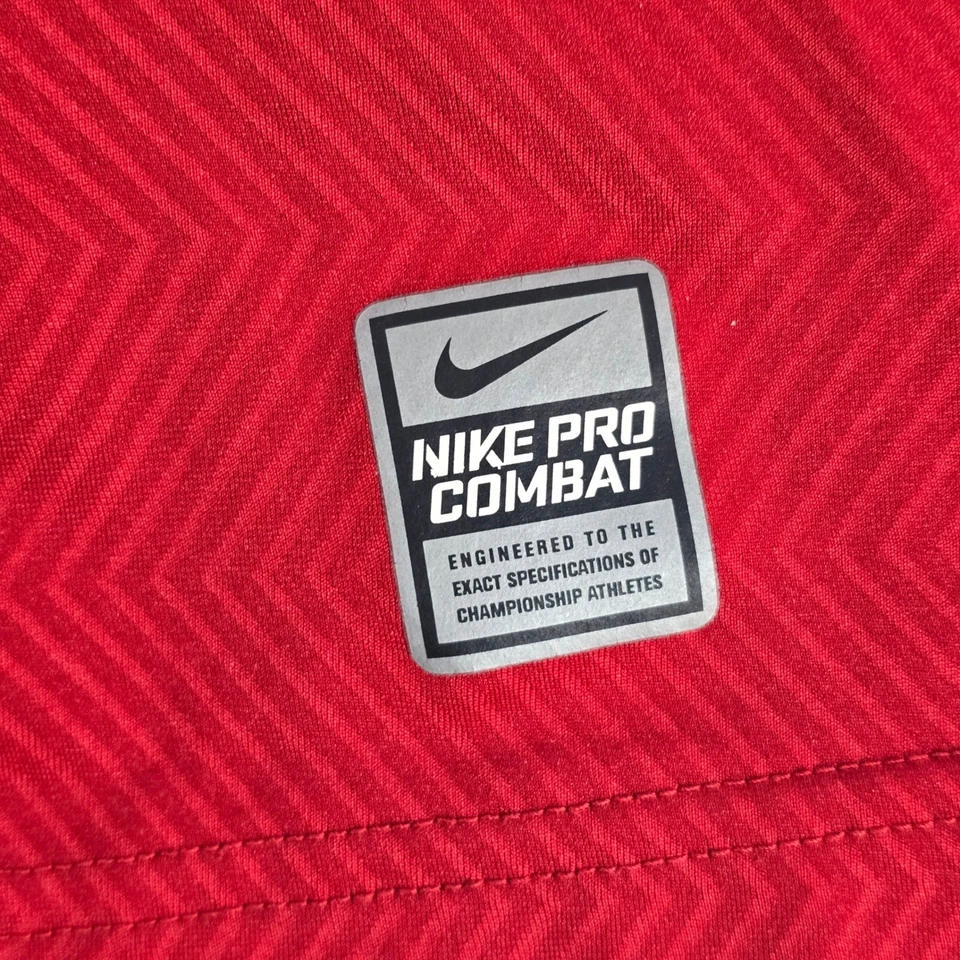 NIKE PRO
COMBAT
ENGINEERED TO THE
EXACT SPECIFICATIONS OF
CHAMPIONSHIP ATHLETES